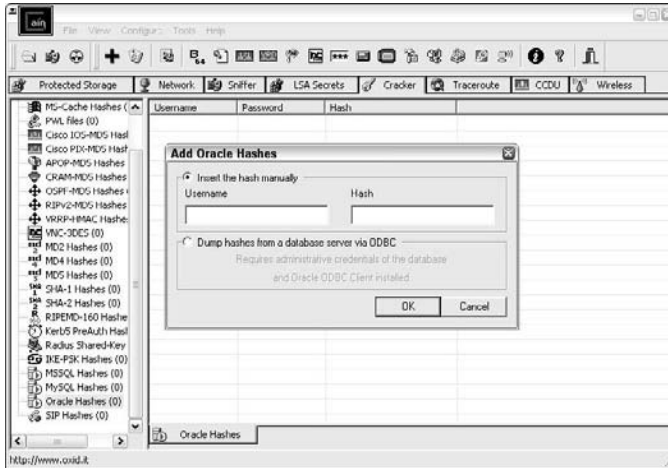 ain
File View Configure Tools Help
B
64
Protected Storage Network Sniffer LSA Secrets Cracker Traceroute CCDU Wireless
MS-Cache Hashes (
PWL files (0)
Cisco IOS-MD5 Hasl
Cisco PIX-MD5 Hash
APOP-MD5 Hashes
CRAM-MD5 Hashes
OSPF-MD5 Hashes
RIPv2-MD5 Hashes
VRRP-HMAC Hashe
VNC-3DES (0)
MD2 Hashes (0)
MD4 Hashes (0)
MD5 Hashes (0)
SHA-1 Hashes (0)
SHA-2 Hashes (0)
RIPEMD-160 Hashe
Kerb5 PreAuth Hasl
Radius Shared-Key
IKE-PSK Hashes (0)
MSSQL Hashes (0)
MySQL Hashes (0)
Oracle Hashes (0)
SIP Hashes (0)
Username Password Hash
Add Oracle Hashes
Insert the hash manually
Username Hash
Dump hashes from a database server via ODBC
Requires administrative credentials of the database
and Oracle ODBC Client installed.
OK Cancel
Oracle Hashes
http://www.oxid.it